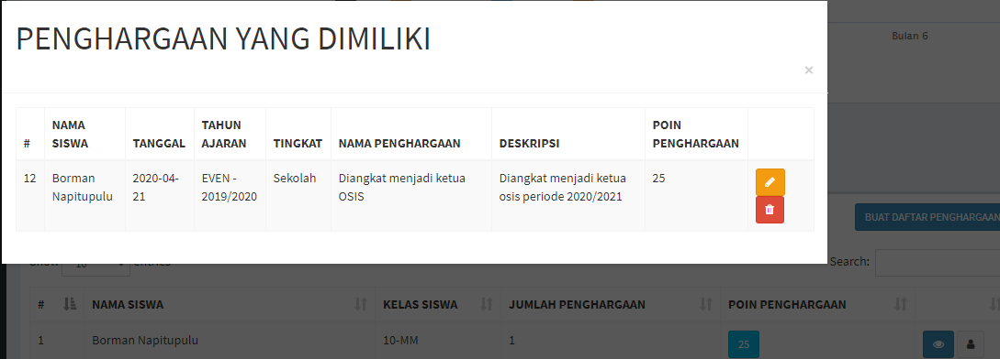 Bulan 6
PENGHARGAAN YANG DIMILIKI
×
# NAMA SISWA TANGGAL TAHUN AJARAN TINGKAT NAMA PENGHARGAAN DESKRIPSI POIN PENGHARGAAN
12 Borman Napitupulu 2020-04-21 EVEN - 2019/2020 Sekolah Diangkat menjadi ketua OSIS Diangkat menjadi ketua osis periode 2020/2021 25
BUAT DAFTAR PENGHARGAAN
Show 10 entries Search:
# NAMA SISWA KELAS SISWA JUMLAH PENGHARGAAN POIN PENGHARGAAN
1 Borman Napitupulu 10-MM 1 25